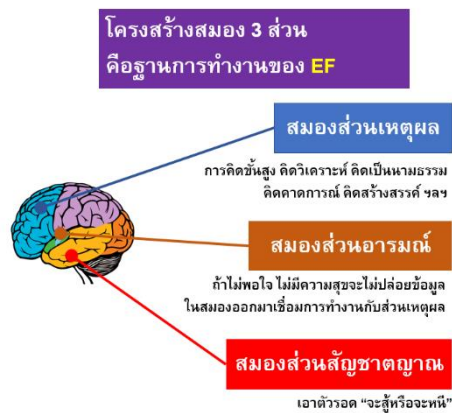 โครงสร้างสมอง 3 ส่วน
คือฐานการทำงานของ EF
สมองส่วนเหตุผล
การคิดขั้นสูง คิดวิเคราะห์ คิดเป็นนามธรรม
คิดคาดการณ์ คิดสร้างสรรค์ ฯลฯ
สมองส่วนอารมณ์
ถ้าไม่พอใจ ไม่มีความสุขจะไม่ปล่อยข้อมูล
ในสมองออกมาเชื่อมการทำงานกับส่วนเหตุผล
สมองส่วนสัญชาตญาณ
เอาตัวรอด “จะสู้หรือจะหนี”